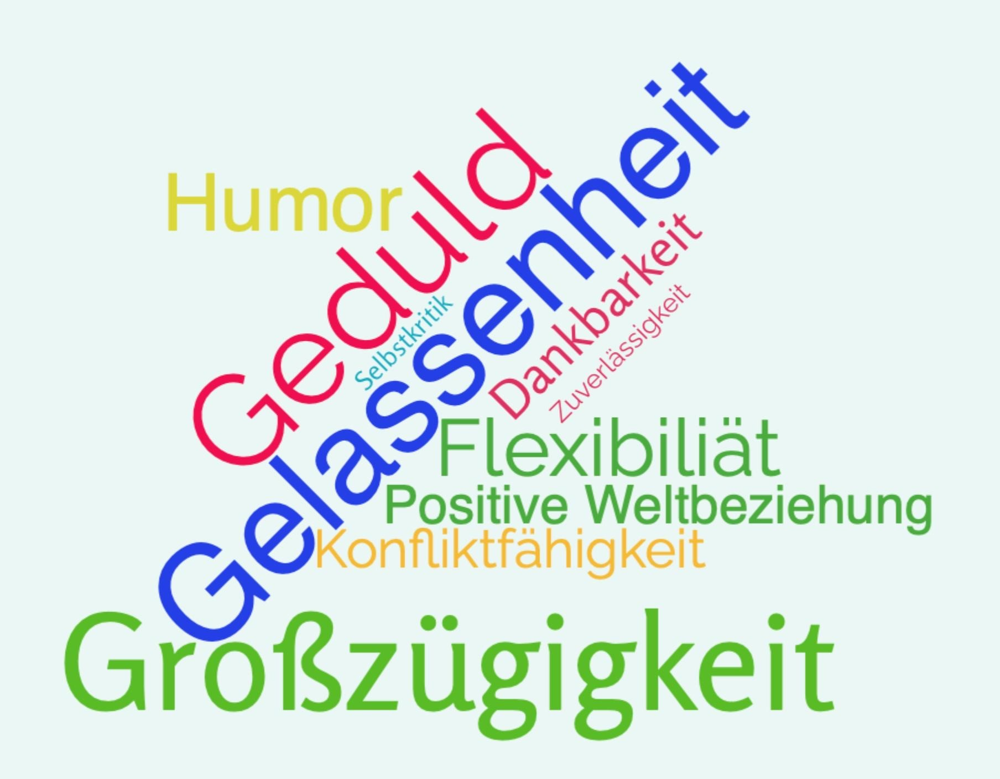 Humor
Geduld
Gelassenheit
Selbstkritik
Dankbarkeit
Zuverlässigkeit
Flexibiliät
Positive Weltbeziehung
Konfliktfähigkeit
Großzügigkeit